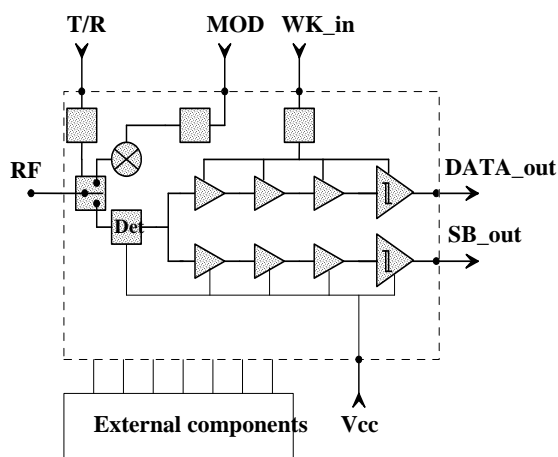 T/R MOD WK_in
RF
DATA_out
Det
SB_out
External components Vcc